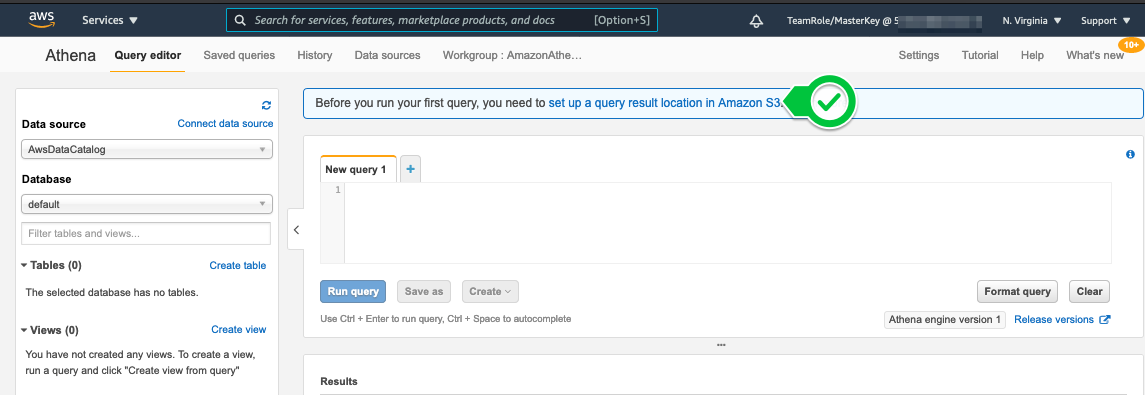 aws
Services
Search for services, features, marketplace products, and docs
[Option+S]
TeamRole/MasterKey @ 5
N. Virginia
Support
Athena
Query editor
Saved queries
History
Data sources
Workgroup : AmazonAthe...
Settings
Tutorial
Help
What's new
10+
Before you run your first query, you need to set up a query result location in Amazon S3.
Data source
Connect data source
AwsDataCatalog
Database
default
Filter tables and views...
Tables (0)
Create table
The selected database has no tables.
Views (0)
Create view
You have not created any views. To create a view,
run a query and click "Create view from query"
New query 1
+
1
Run query
Save as
Create
Format query
Clear
Use Ctrl + Enter to run query, Ctrl + Space to autocomplete
Athena engine version 1
Release versions
Results